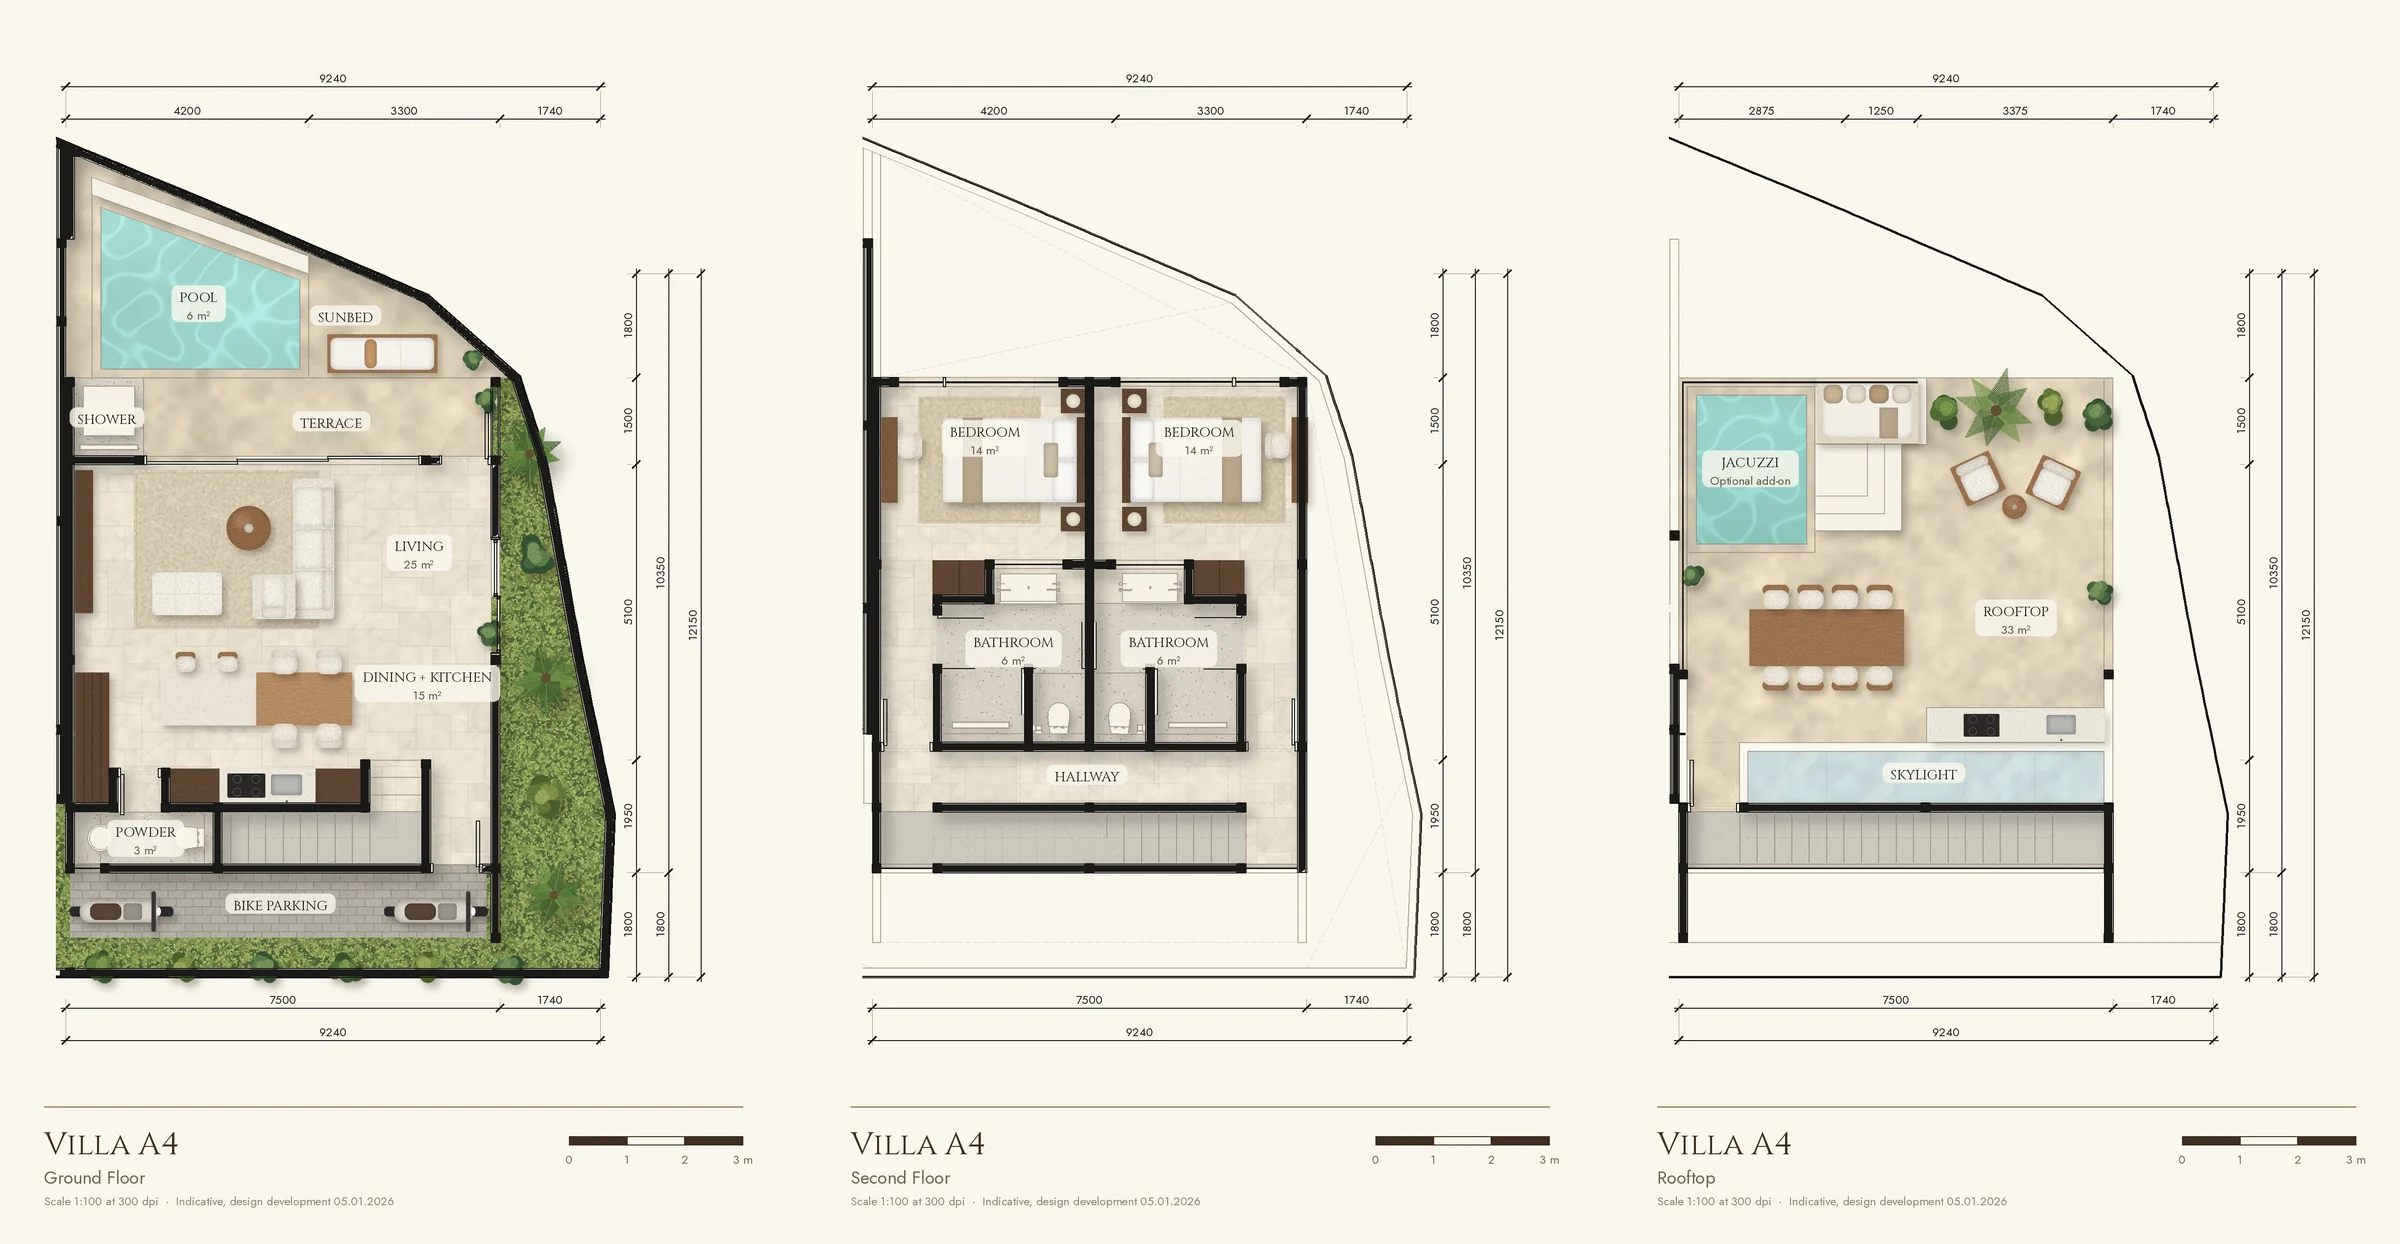 9240
4200 3300 1740
POOL
6 m²
SUNBED
SHOWER
TERRACE
LIVING
25 m²
DINING + KITCHEN
15 m²
POWDER
3 m²
BIKE PARKING
1800
1500
5100
1950
1800
10350
1800
12150
7500 1740
9240
VILLA A4
Ground Floor
Scale 1:100 at 300 dpi · Indicative, design development 05.01.2026
0 1 2 3 m
9240
4200 3300 1740
BEDROOM
14 m²
BEDROOM
14 m²
BATHROOM
6 m²
BATHROOM
6 m²
HALLWAY
1800
1500
5100
1950
1800
10350
1800
12150
7500 1740
9240
VILLA A4
Second Floor
Scale 1:100 at 300 dpi · Indicative, design development 05.01.2026
0 1 2 3 m
9240
2875 1250 3375 1740
JACUZZI
Optional add-on
ROOFTOP
33 m²
SKYLIGHT
1800
1500
5100
1950
1800
10350
1800
12150
7500 1740
9240
VILLA A4
Rooftop
Scale 1:100 at 300 dpi · Indicative, design development 05.01.2026
0 1 2 3 m